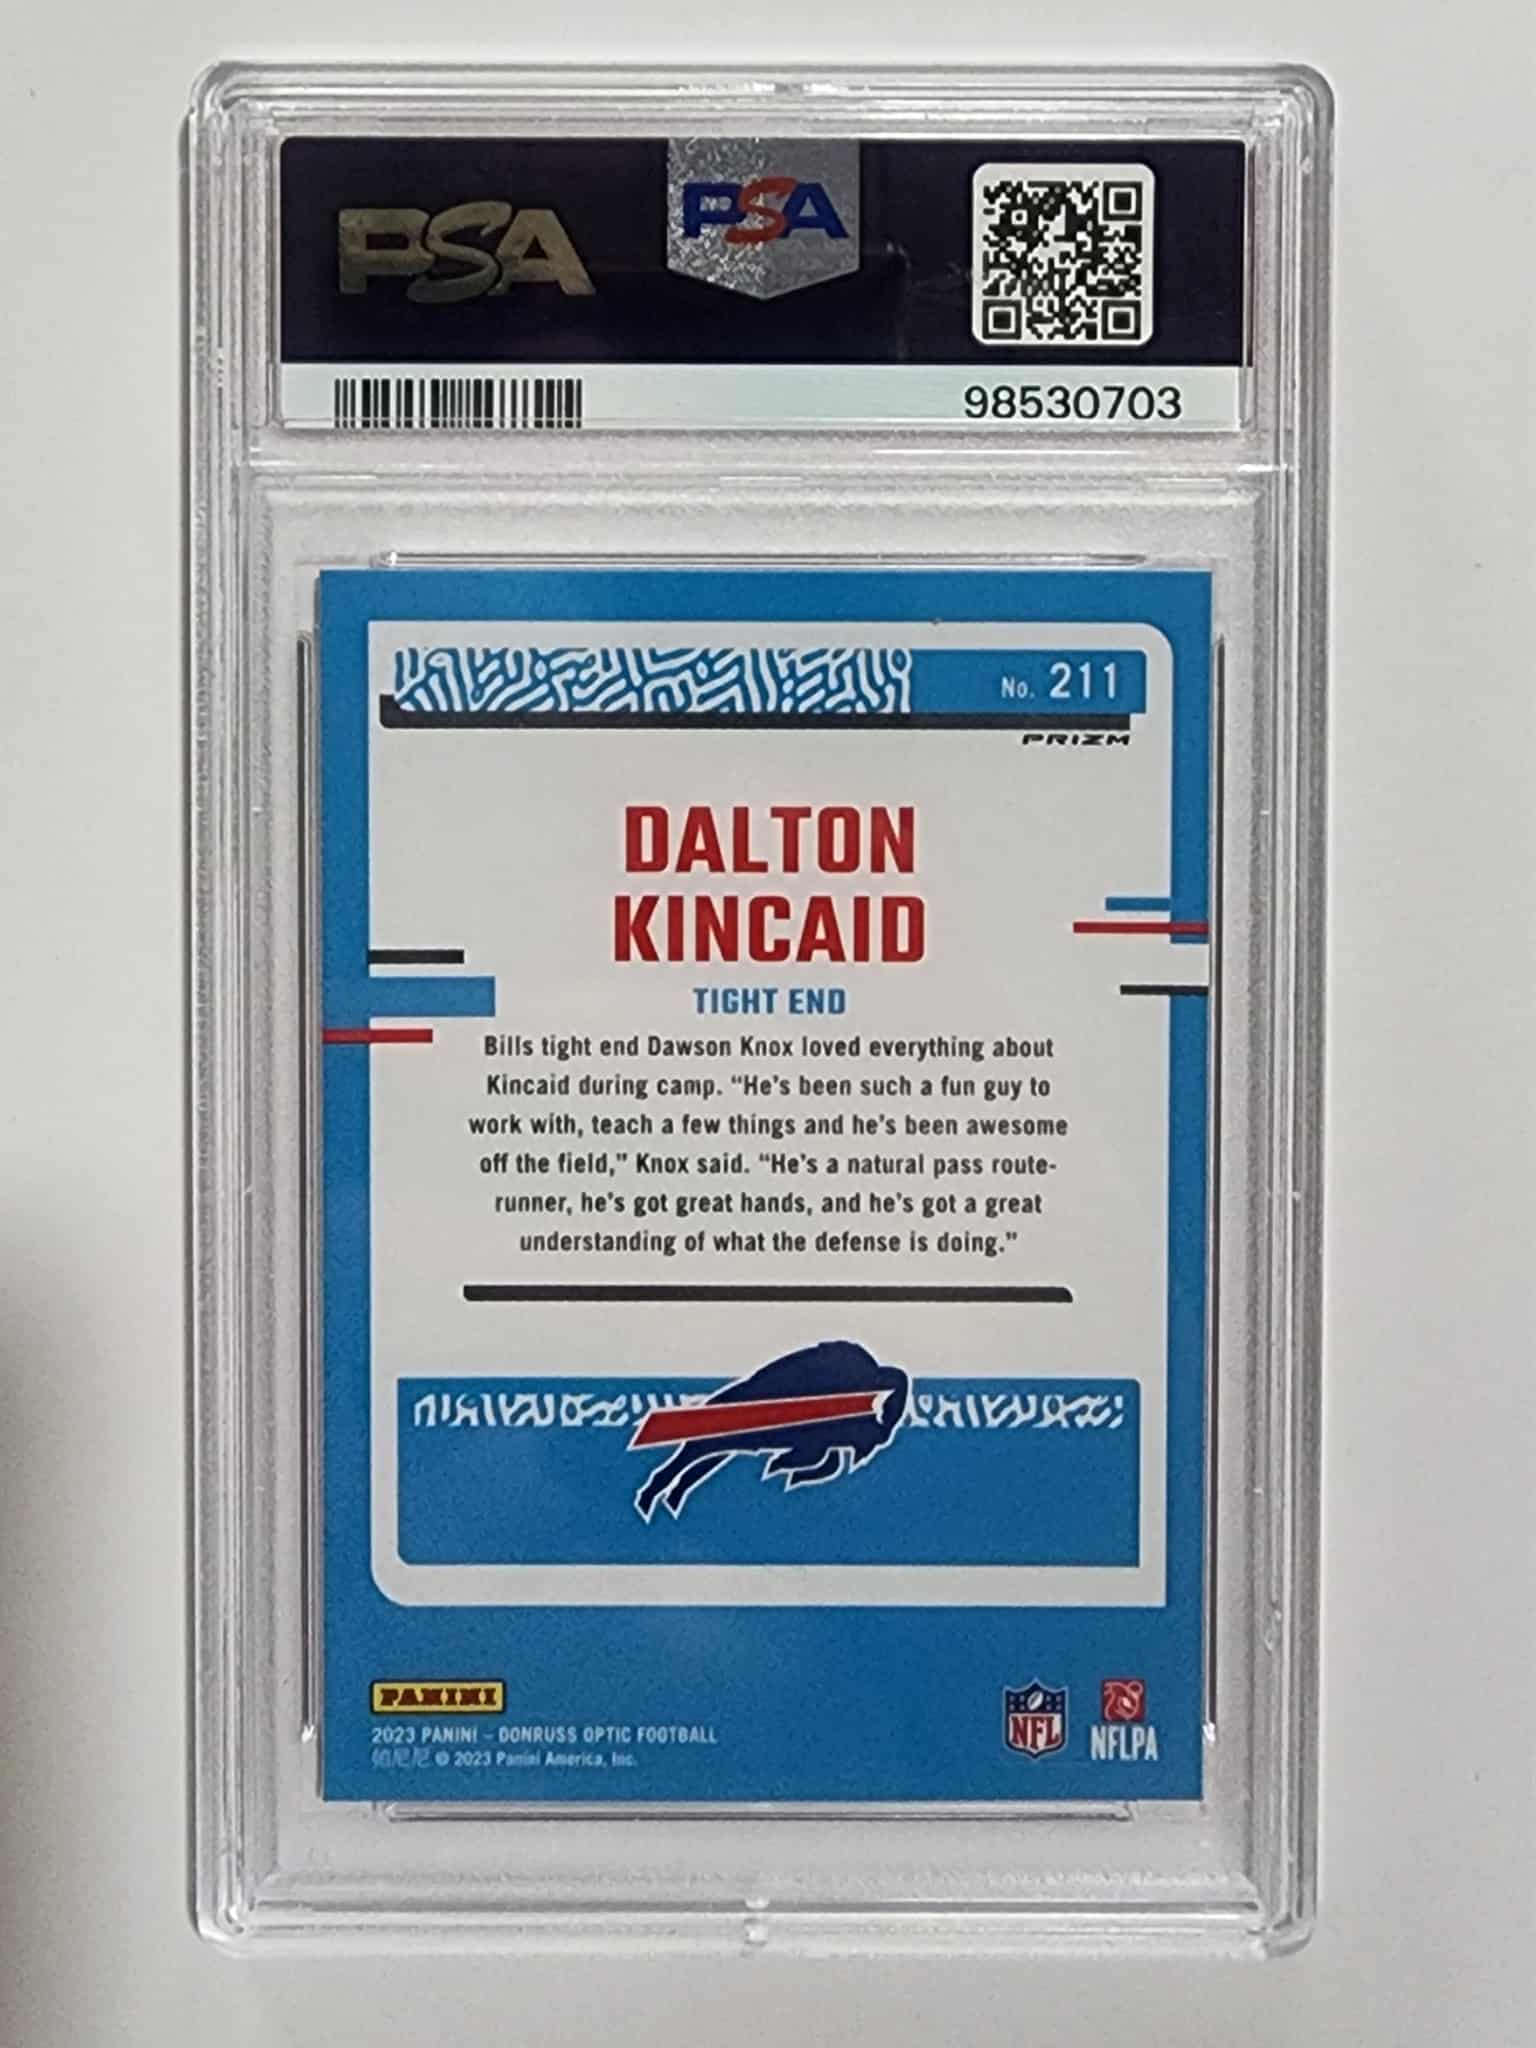 PSA
PSA
98530703
No. 211
PRIZM
DALTON
KINCAID
TIGHT END
Bills tight end Dawson Knox loved everything about
Kincaid during camp. “He's been such a fun guy to
work with, teach a few things and he's been awesome
off the field,” Knox said. “He's a natural pass route-
runner, he's got great hands, and he's got a great
understanding of what the defense is doing.”
PANINI
2023 PANINI – DONRUSS OPTIC FOOTBALL
帕尼尼 © 2023 Panini America, Inc.
NFL
NFLPA